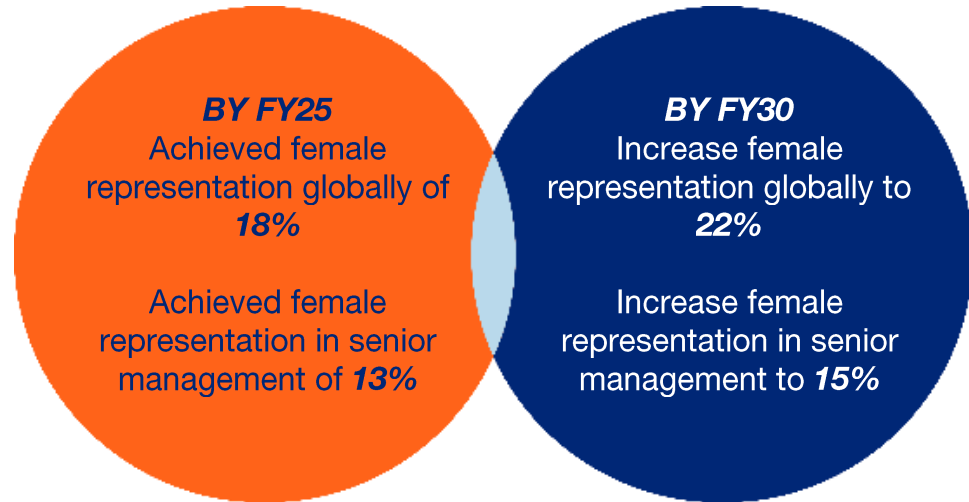 BY FY25
Achieved female
representation globally of
18%
Achieved female
representation in senior
management of 13%
BY FY30
Increase female
representation globally to
22%
Increase female
representation in senior
management to 15%